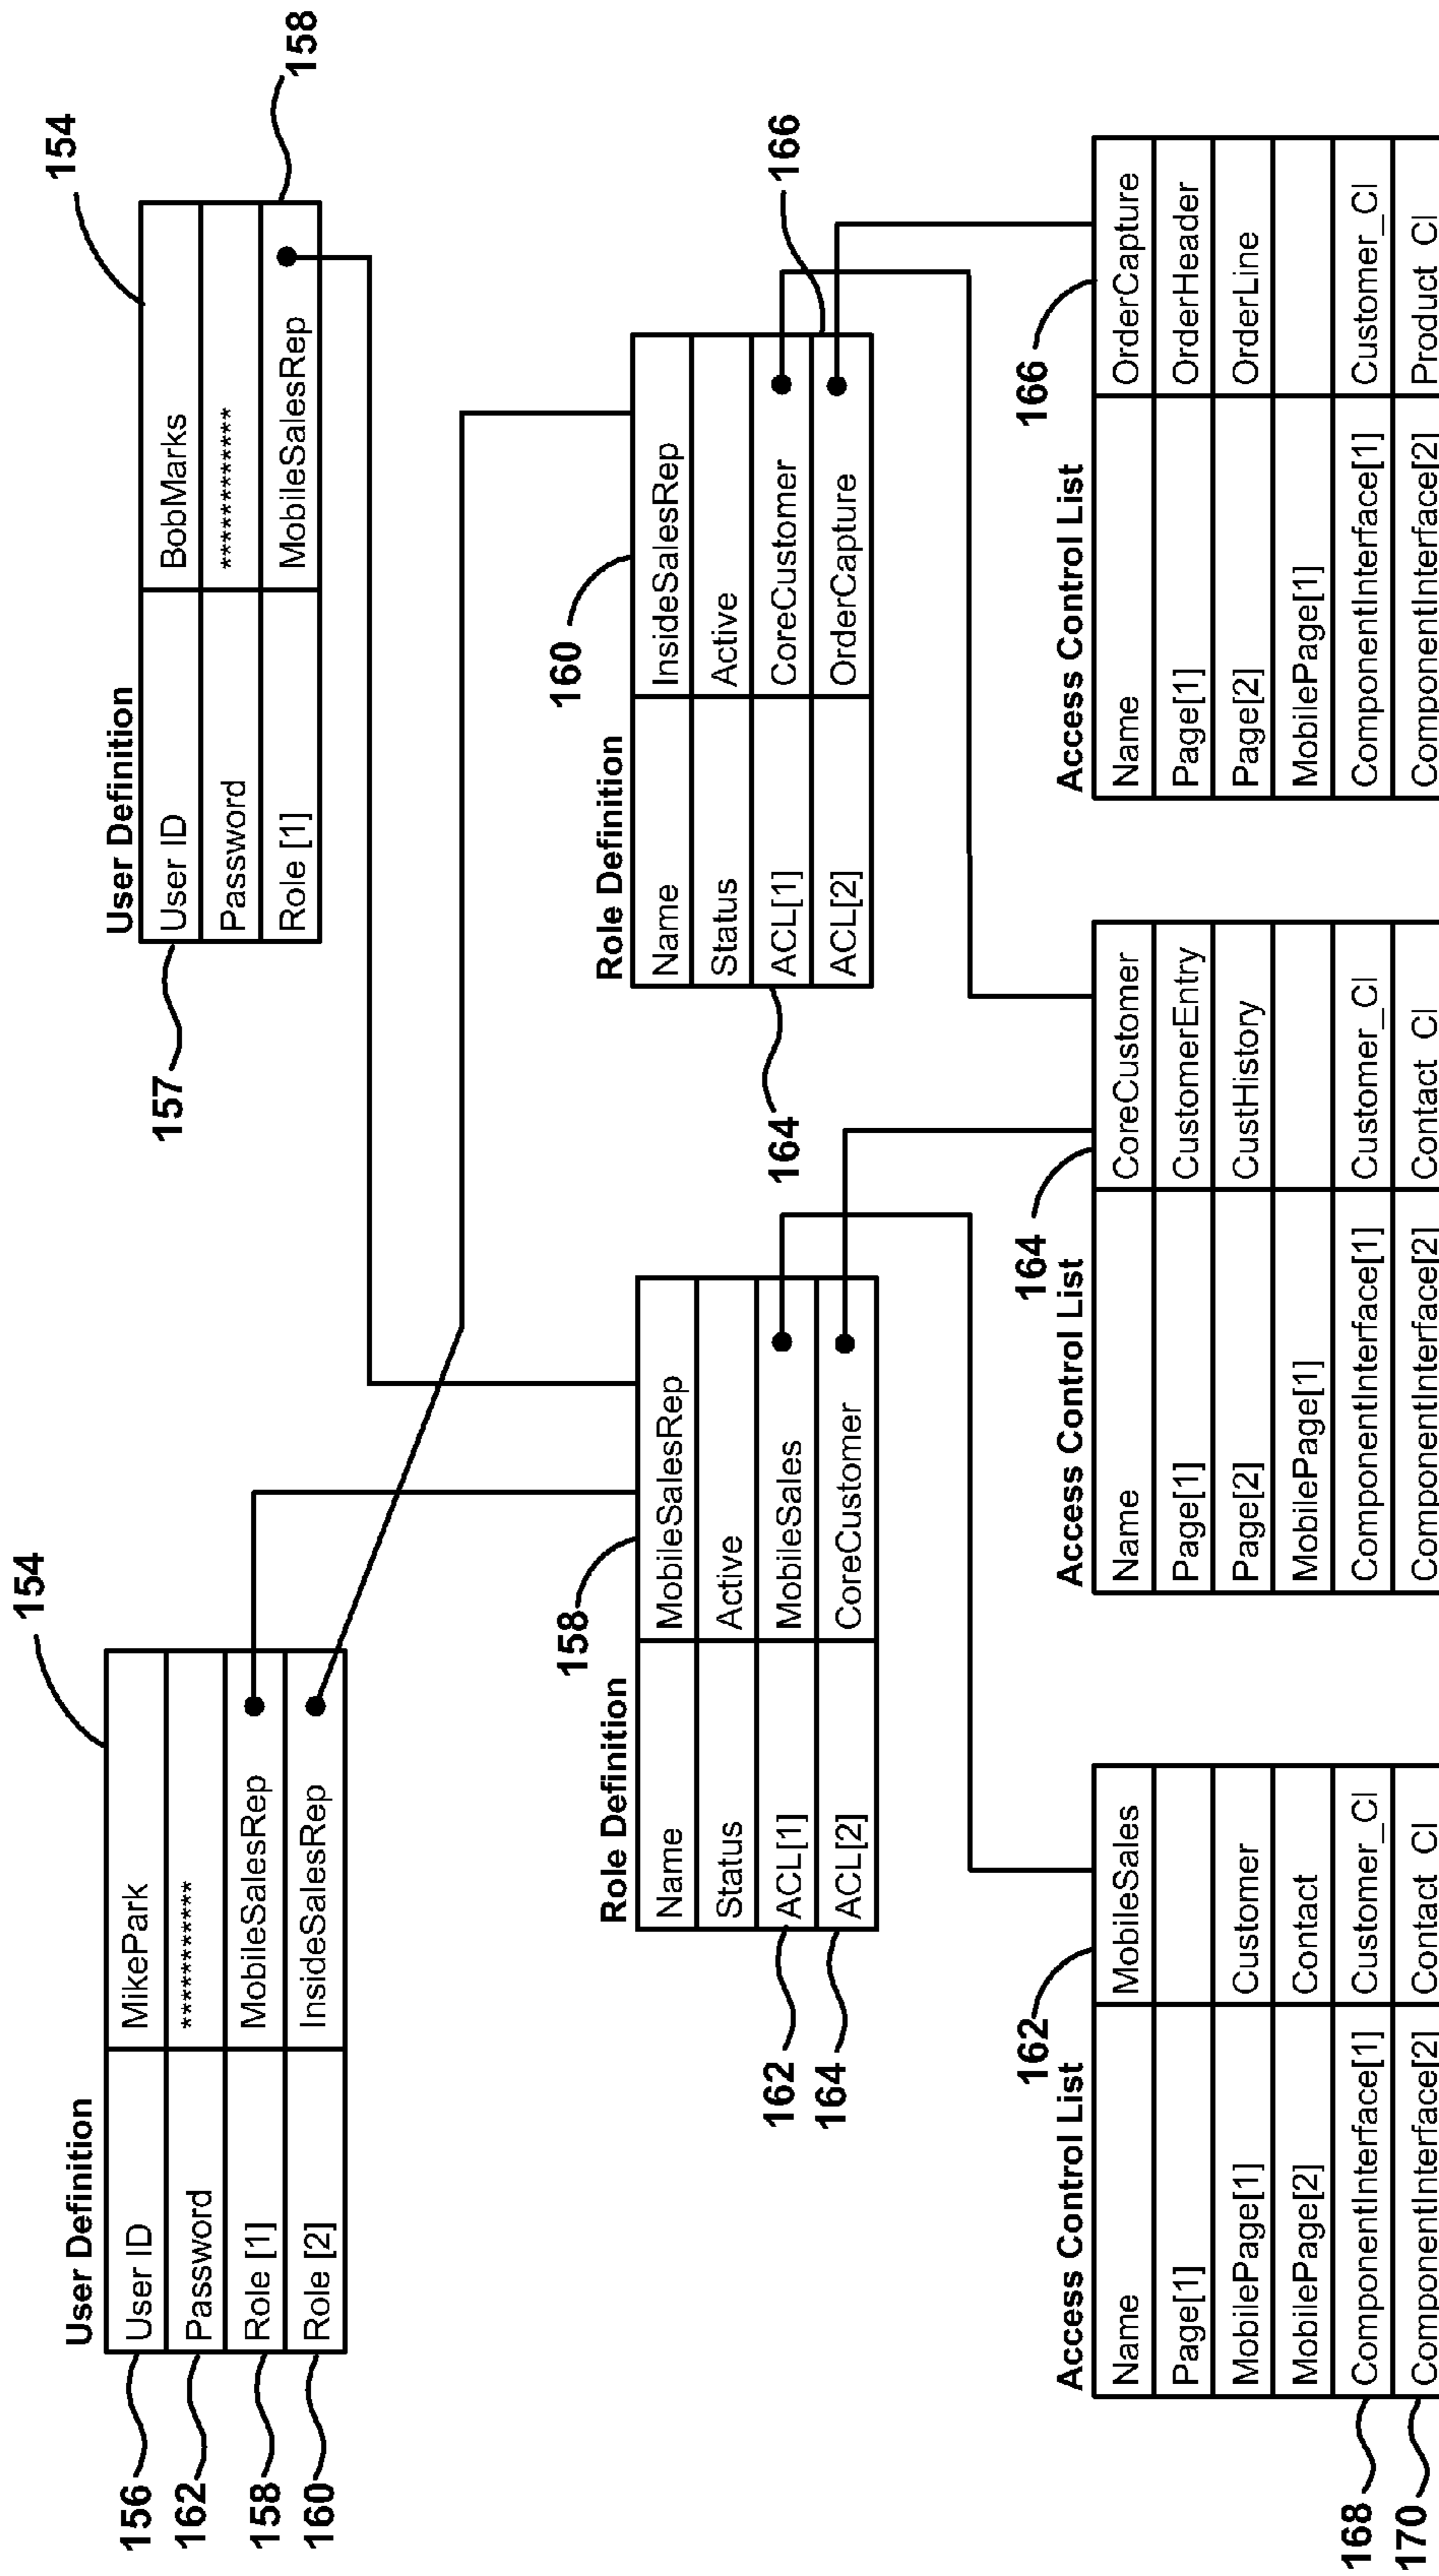 154
User Definition
156 User ID MikePark
162 Password **********
158 Role [1] MobileSalesRep
160 Role [2] InsideSalesRep
154
User Definition
157 User ID BobMarks
Password ***********
Role [1] MobileSalesRep 158
158
Role Definition
Name MobileSalesRep
Status Active
162 ACL[1] MobileSales
164 ACL[2] CoreCustomer
160
Role Definition
Name InsideSalesRep
Status Active
164 ACL[1] CoreCustomer
ACL[2] OrderCapture
166
162
Access Control List
Name MobileSales
Page[1]
MobilePage[1] Customer
MobilePage[2] Contact
168 ComponentInterface[1] Customer_CI
170 ComponentInterface[2] Contact CI
164
Access Control List
Name CoreCustomer
Page[1] CustomerEntry
Page[2] CustHistory
MobilePage[1]
ComponentInterface[1] Customer_CI
ComponentInterface[2] Contact CI
166
Access Control List
Name OrderCapture
Page[1] OrderHeader
Page[2] OrderLine
MobilePage[1]
ComponentInterface[1] Customer_CI
ComponentInterface[2] Product CI